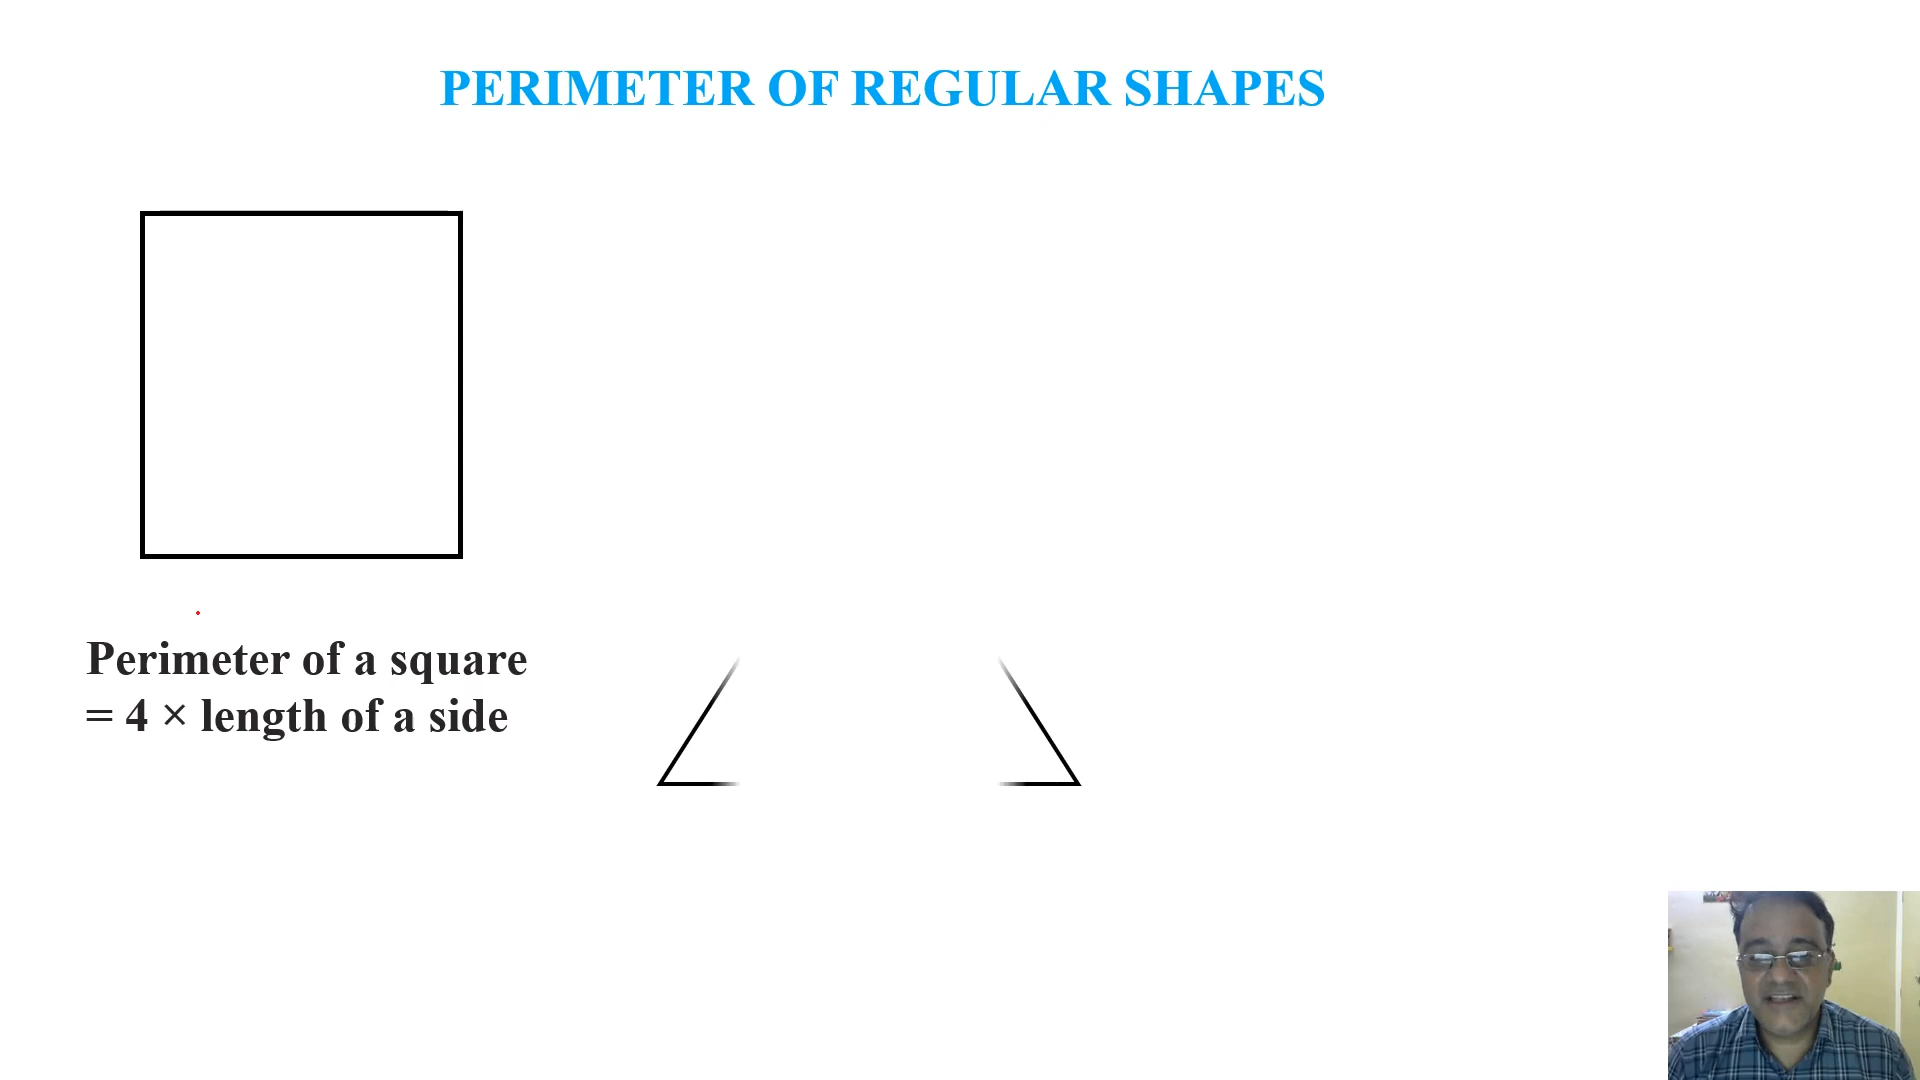 PERIMETER OF REGULAR SHAPES
Perimeter of a square
= 4 × length of a side